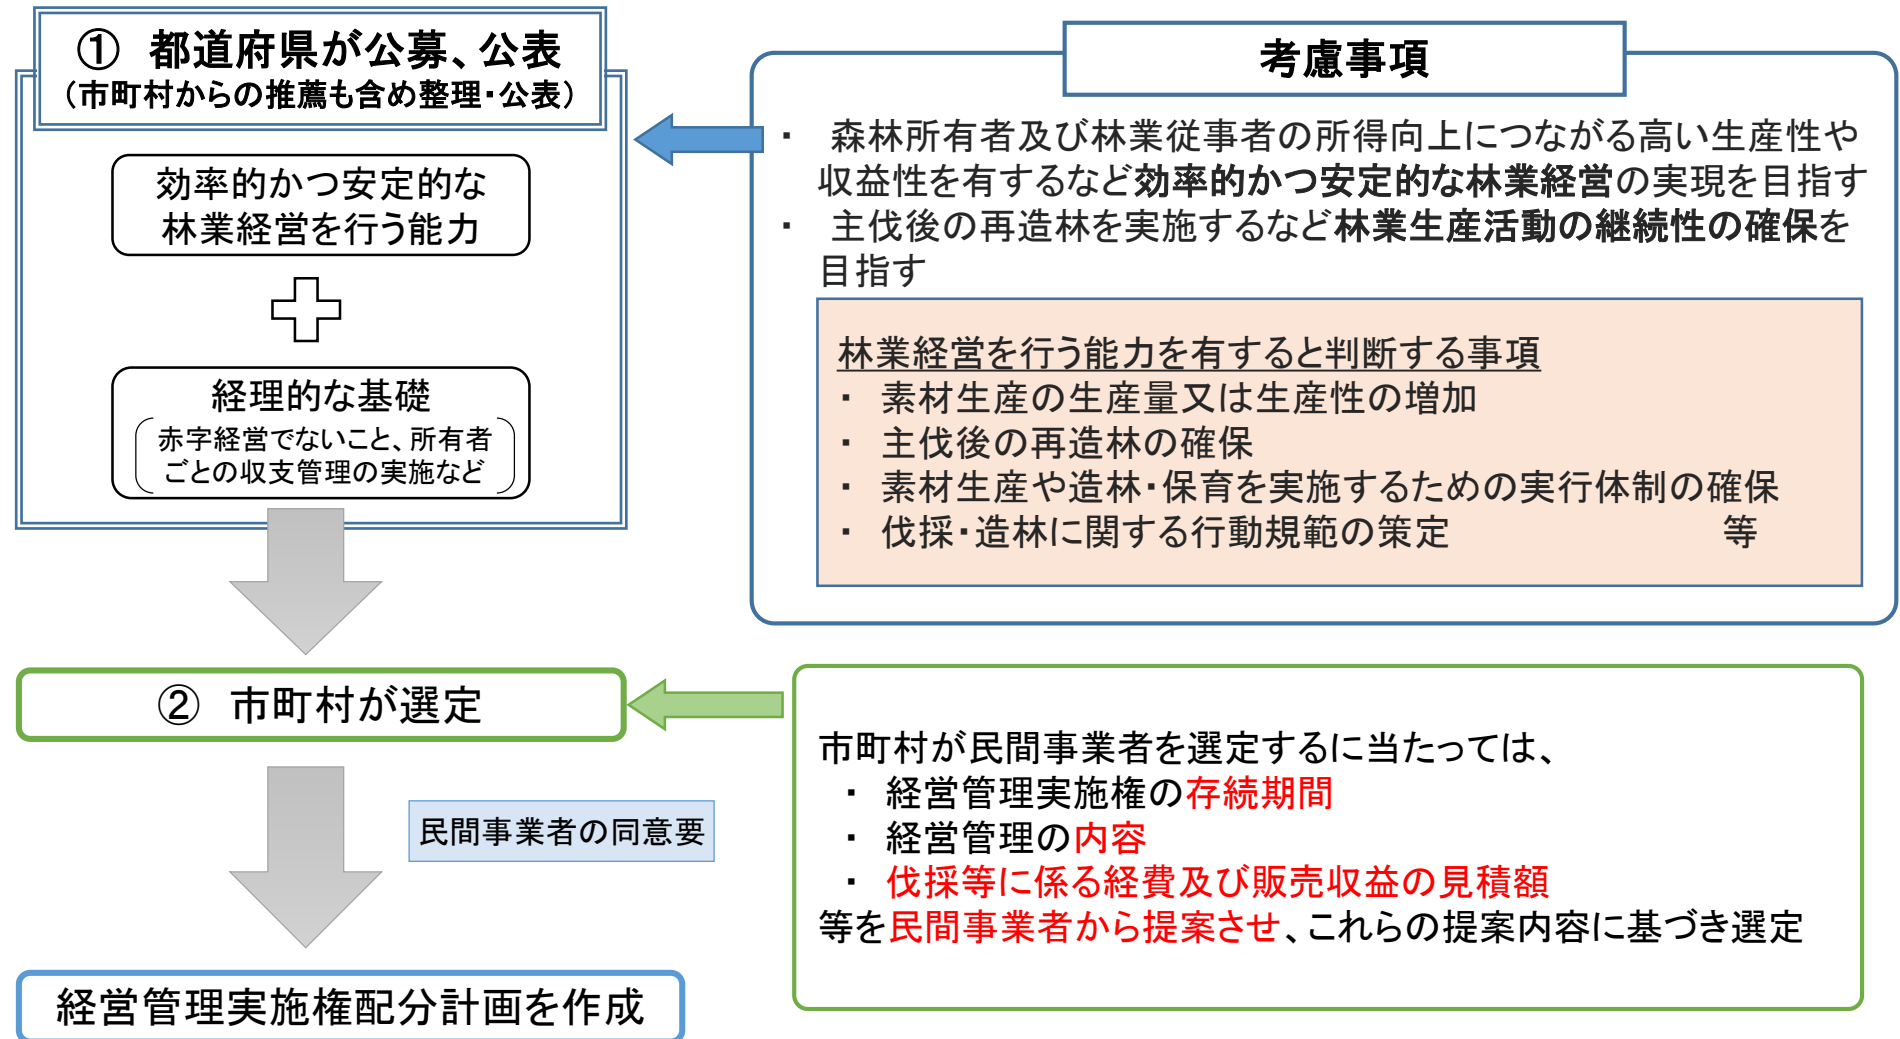 ① 都道府県が公募、公表
（市町村からの推薦も含め整理・公表）
効率的かつ安定的な
林業経営を行う能力
経理的な基礎
赤字経営でないこと、所有者
ごとの収支管理の実施など
考慮事項
・ 森林所有者及び林業従事者の所得向上につながる高い生産性や
収益性を有するなど効率的かつ安定的な林業経営の実現を目指す
・ 主伐後の再造林を実施するなど林業生産活動の継続性の確保を
目指す
林業経営を行う能力を有すると判断する事項
・ 素材生産の生産量又は生産性の増加
・ 主伐後の再造林の確保
・ 素材生産や造林・保育を実施するための実行体制の確保
・ 伐採・造林に関する行動規範の策定 等
② 市町村が選定
市町村が民間事業者を選定するに当たっては、
・ 経営管理実施権の存続期間
・ 経営管理の内容
・ 伐採等に係る経費及び販売収益の見積額
等を民間事業者から提案させ、これらの提案内容に基づき選定
民間事業者の同意要
経営管理実施権配分計画を作成